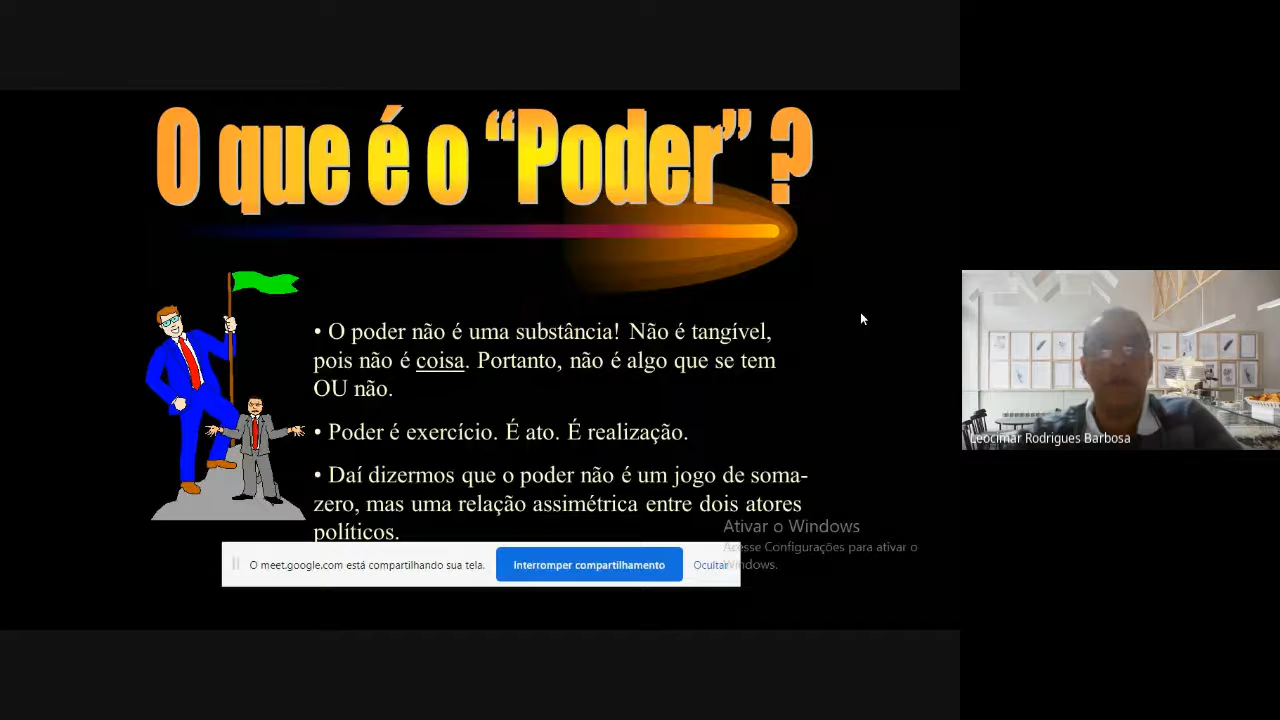 O que é o “Poder” ?
• O poder não é uma substância! Não é tangível,
pois não é coisa. Portanto, não é algo que se tem
OU não.
• Poder é exercício. É ato. É realização.
• Daí dizermos que o poder não é um jogo de soma-
zero, mas uma relação assimétrica entre dois atores
políticos.
Leocimar Rodrigues Barbosa
Ativar o Windows
Acesse Configurações para ativar o
Windows.
O meet.google.com está compartilhando sua tela.
Interromper compartilhamento
Ocultar